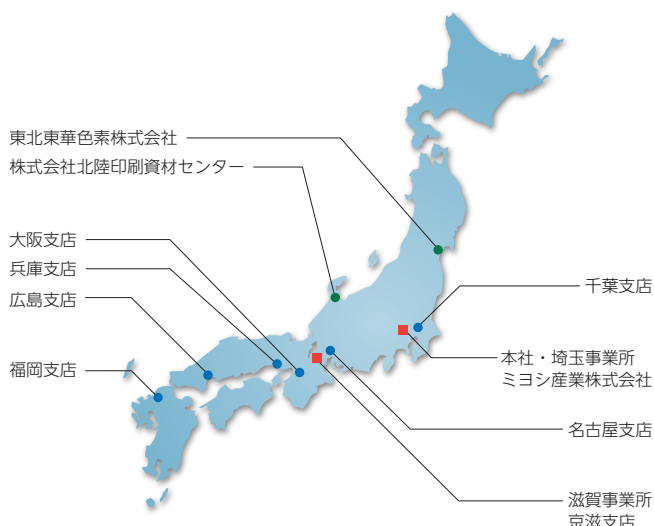 東北東華色素株式会社
株式会社北陸印刷資材センター
大阪支店
兵庫支店
広島支店
福岡支店
千葉支店
本社・埼玉事業所
ミヨシ産業株式会社
名古屋支店
滋賀事業所
京滋支店